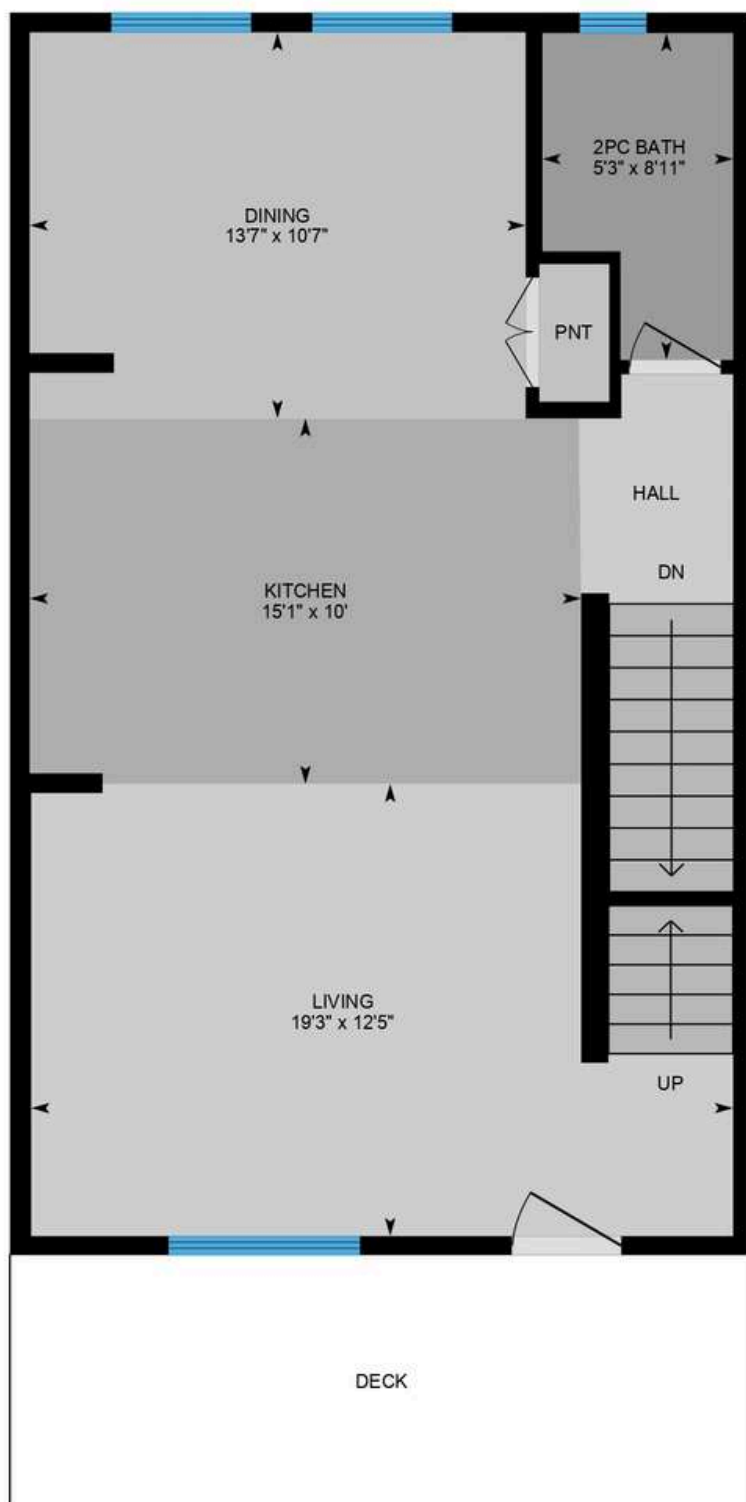 2PC BATH
5'3" x 8'11"
DINING
13'7" x 10'7"
PNT
HALL
DN
KITCHEN
15'1" x 10'
LIVING
19'3" x 12'5"
UP
DECK